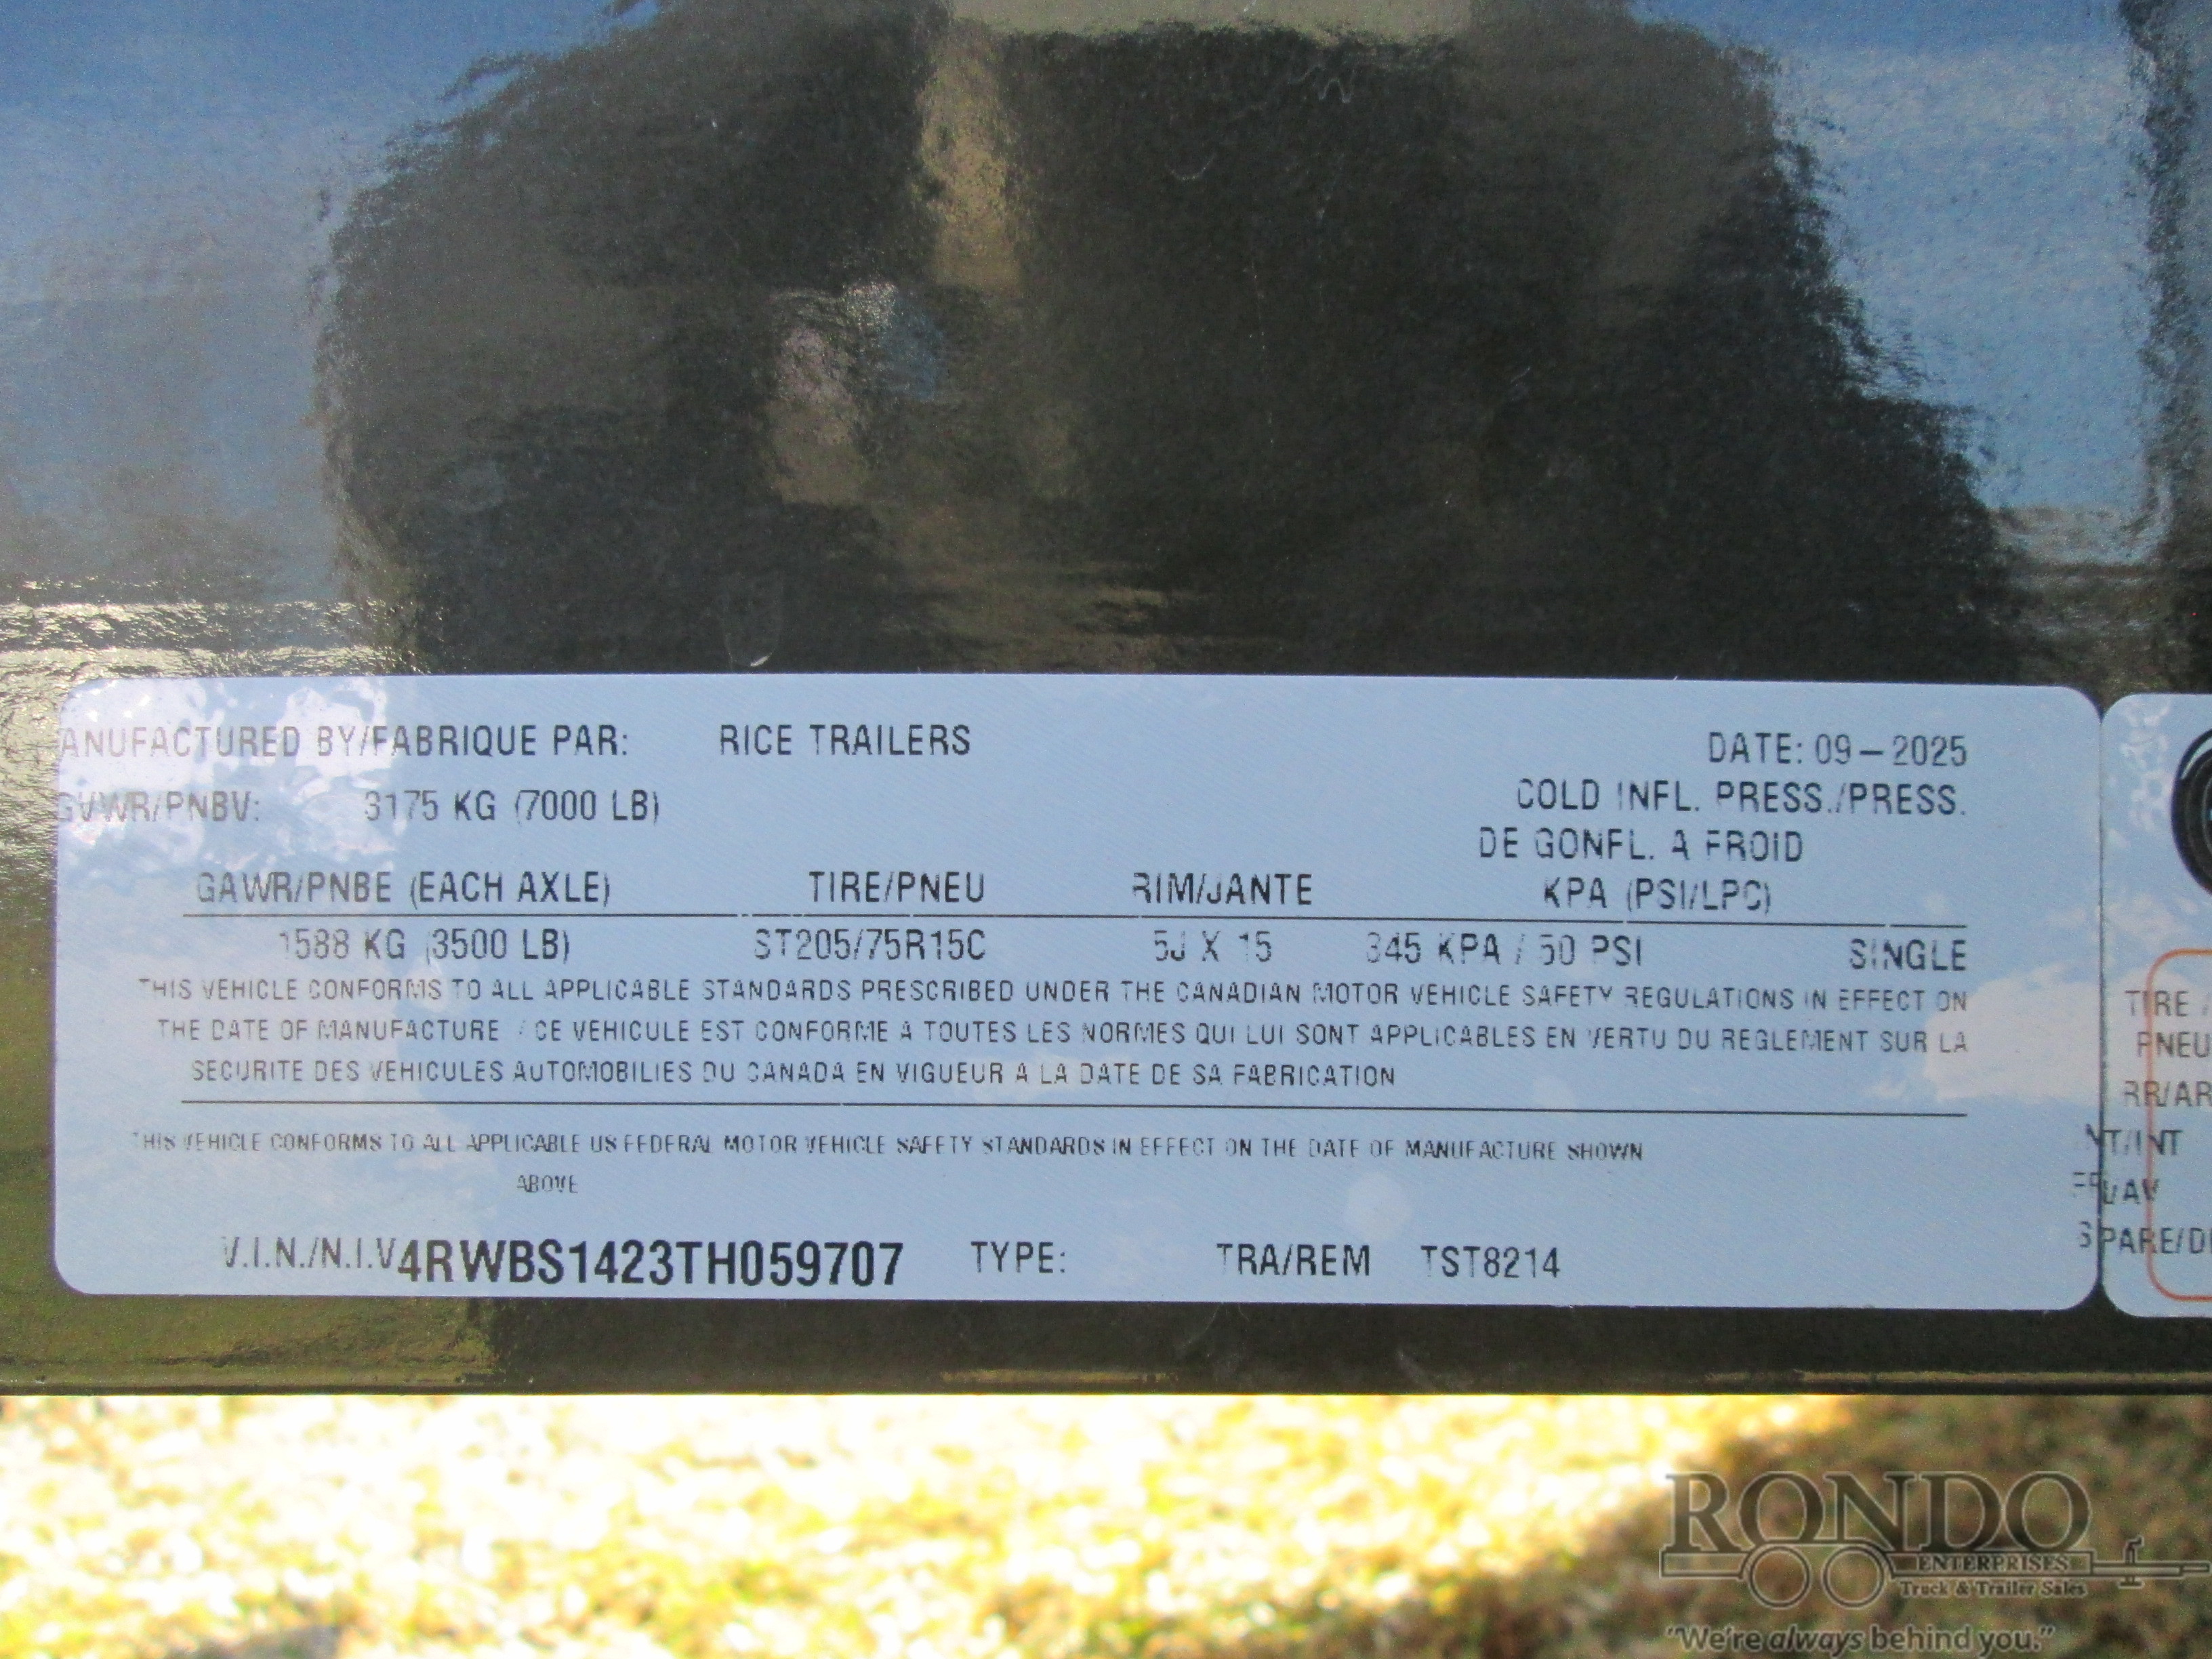 ANUFACTURED BY/FABRIQUE PAR: RICE TRAILERS DATE: 09-2025
GVWR/PNBV: 3175 KG (7000 LB) COLD INFL. PRESS./PRESS.
DE GONFL. A FROID
GAWR/PNBE (EACH AXLE) TIRE/PNEU RIM/JANTE KPA (PSI/LPC)
1588 KG (3500 LB) ST205/75R15C 5J X 15 345 KPA / 50 PSI SINGLE
THIS VEHICLE CONFORMS TO ALL APPLICABLE STANDARDS PRESCRIBED UNDER THE CANADIAN MOTOR VEHICLE SAFETY REGULATIONS IN EFFECT ON
THE DATE OF MANUFACTURE / CE VEHICULE EST CONFORME A TOUTES LES NORMES QUI LUI SONT APPLICABLES EN VERTU DU REGLEMENT SUR LA
SECURITE DES VEHICULES AUTOMOBILIES DU CANADA EN VIGUEUR A LA DATE DE SA FABRICATION
THIS VEHICLE CONFORMS TO ALL APPLICABLE US FEDERAL MOTOR VEHICLE SAFETY STANDARDS IN EFFECT ON THE DATE OF MANUFACTURE SHOWN
ABOVE
V.I.N./N.I.V 4RWBS1423TH059707 TYPE: TRA/REM TST8214
TIRE /
PNEU
RR/AR
NT/INT
SPARE/D
RONDO
ENTERPRISES
Truck & Trailer Sales
"We're always behind you."